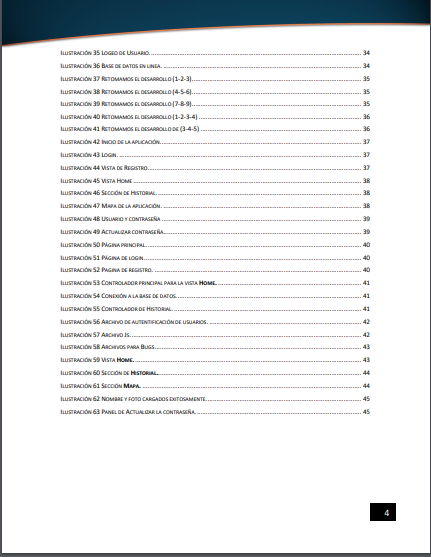 Ilustración 35 Logeo de Usuario. 34
Ilustración 36 Base de datos en linea. 34
Ilustración 37 Retomamos el desarrollo (1-2-3) 35
Ilustración 38 Retomamos el desarrollo (4-5-6) 35
Ilustración 39 Retomamos el desarrollo (7-8-9) 35
Ilustración 40 Retomamos el desarrollo (1-2-3-4) 36
Ilustración 41 Retomamos el desarrollo de (3-4-5) 36
Ilustración 42 Inicio de la aplicación. 37
Ilustración 43 Login. 37
Ilustración 44 Vista de Registro. 37
Ilustración 45 Vista Home 38
Ilustración 46 Sección de Historial. 38
Ilustración 47 Mapa de la aplicación. 38
Ilustración 48 Usuario y contraseña 39
Ilustración 49 Actualizar contraseña. 39
Ilustración 50 Página principal. 40
Ilustración 51 Página de login. 40
Ilustración 52 Página de registro. 40
Ilustración 53 Controlador principal para la vista Home. 41
Ilustración 54 Conexión a la base de datos. 41
Ilustración 55 Controlador de Historial. 41
Ilustración 56 Archivo de autentificación de usuarios. 42
Ilustración 57 Archivo Js. 42
Ilustración 58 Archivos para Bugs. 43
Ilustración 59 Vista Home. 43
Ilustración 60 Sección de Historial. 44
Ilustración 61 Sección Mapa. 44
Ilustración 62 Nombre y foto cargados exitosamente. 45
Ilustración 63 Panel de Actualizar la contraseña. 45
4